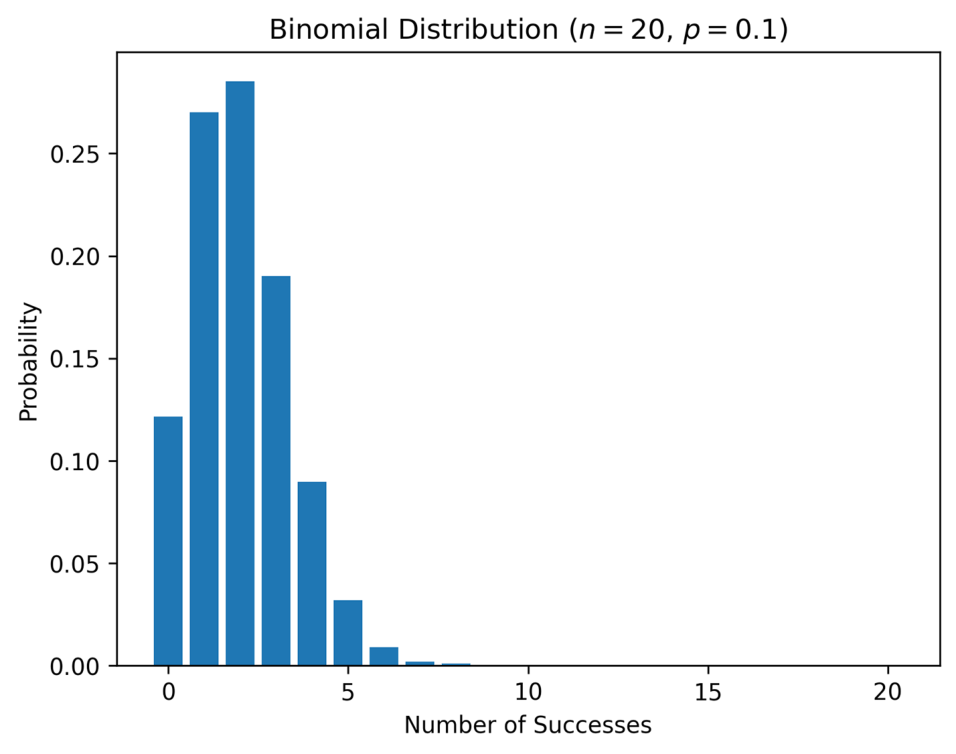 Binomial Distribution (n = 20, p = 0.1)
Probability
0.25
0.20
0.15
0.10
0.05
0.00
0 5 10 15 20
Number of Successes